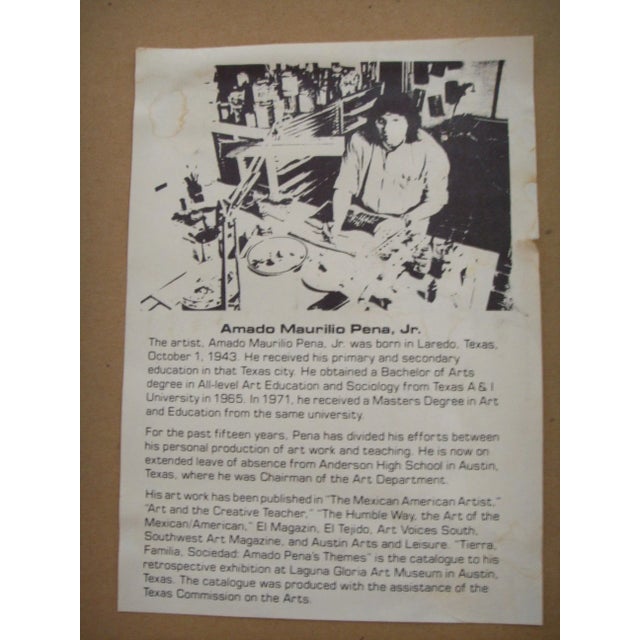 Amado Maurilio Pena, Jr.
The artist, Amado Maurilio Pena, Jr. was born in Laredo, Texas,
October 1, 1943. He received his primary and secondary
education in that Texas city. He obtained a Bachelor of Arts
degree in All-level Art Education and Sociology from Texas A & I
University in 1965. In 1971, he received a Masters Degree in Art
and Education from the same university.
For the past fifteen years, Pena has divided his efforts between
his personal production of art work and teaching. He is now on
extended leave of absence from Anderson High School in Austin,
Texas, where he was Chairman of the Art Department.
His art work has been published in "The Mexican American Artist,"
"Art and the Creative Teacher," "The Humble Way, the Art of the
Mexican/American," El Magazin, El Tejido, Art Voices South,
Southwest Art Magazine, and Austin Arts and Leisure. "Tierra,
Familia, Sociedad: Amado Pena's Themes" is the catalogue to his
retrospective exhibition at Laguna Gloria Art Museum in Austin,
Texas. The catalogue was produced with the assistance of the
Texas Commission on the Arts.